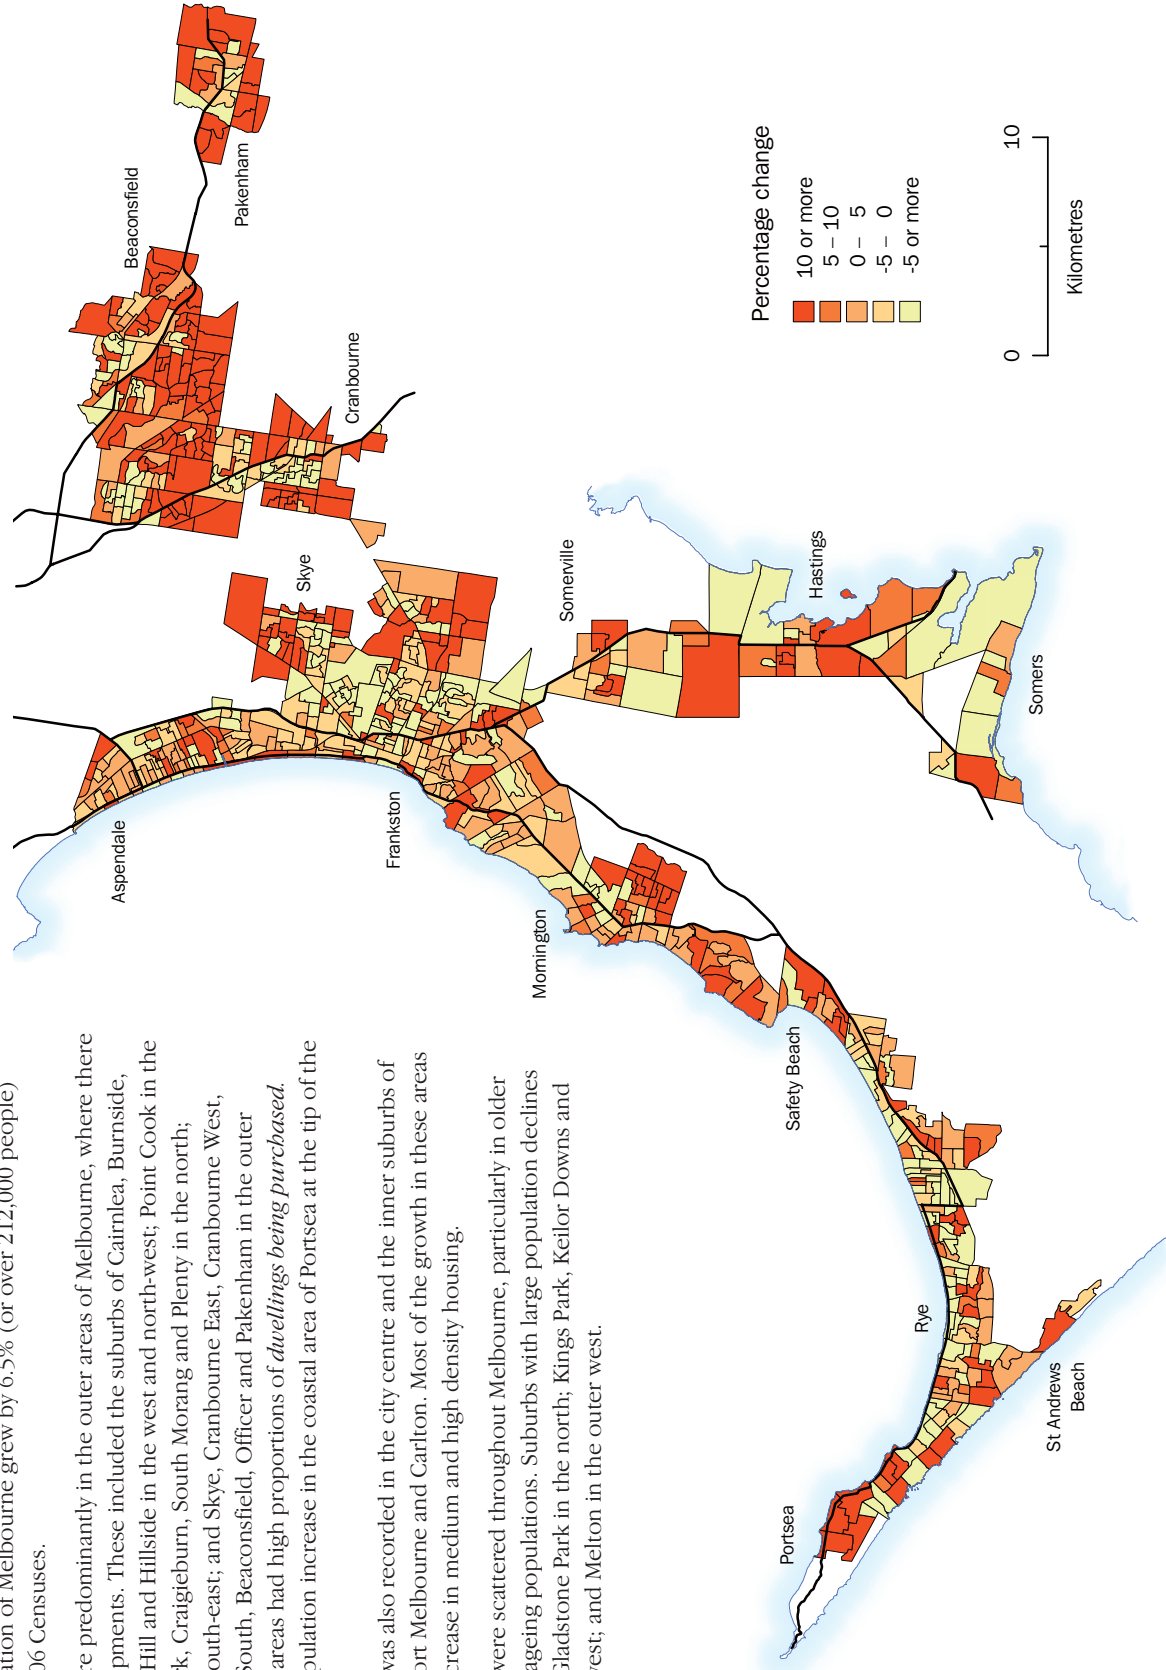 ation of Melbourne grew by 6.5% (or over 212,000 people)
06 Censuses.
re predominantly in the outer areas of Melbourne, where there
pments. These included the suburbs of Cairnlea, Burnside,
Hill and Hillside in the west and north-west; Point Cook in the
rk, Craigieburn, South Morang and Plenty in the north;
outh-east; and Skye, Cranbourne East, Cranbourne West,
South, Beaconsfield, Officer and Pakenham in the outer
areas had high proportions of dwellings being purchased.
pulation increase in the coastal area of Portsea at the tip of the
was also recorded in the city centre and the inner suburbs of
ort Melbourne and Carlton. Most of the growth in these areas
crease in medium and high density housing.
were scattered throughout Melbourne, particularly in older
ageing populations. Suburbs with large population declines
Gladstone Park in the north; Kings Park, Keilor Downs and
vest; and Melton in the outer west.
Aspendale
Frankston
Mornington
Safety Beach
Rye
Portsea
St Andrews
Beach
Skye
Cranbourne
Beaconsfield
Pakenham
Somerville
Hastings
Somers
Percentage change
10 or more
5 – 10
0 – 5
-5 – 0
-5 or more
0
10
Kilometres